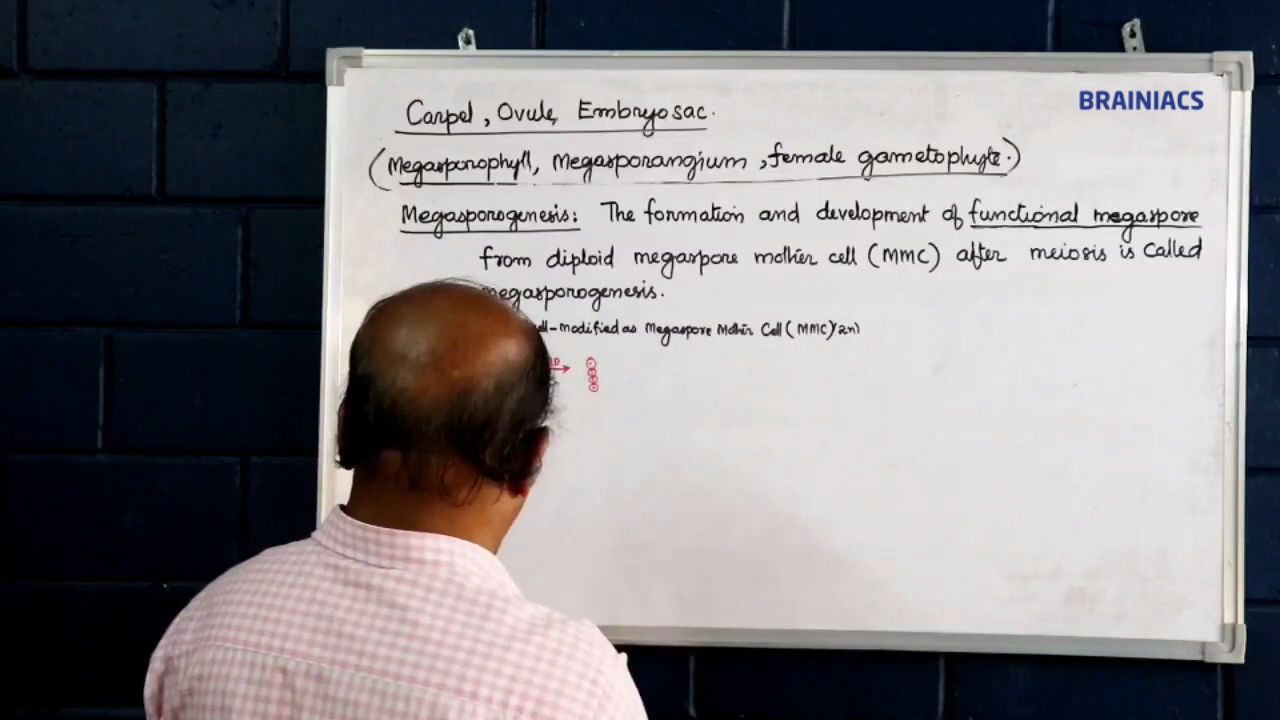 BRAINIACS
Carpel, Ovule, Embryosac.
(Megasporophyll, Megasporangium, female gametophyte.)
Megasporogenesis: The formation and development of functional megaspore
from diploid megaspore mother cell (MMC) after meiosis is called
megasporogenesis.
-modified as Megaspore Mother Cell (MMC)(2n)